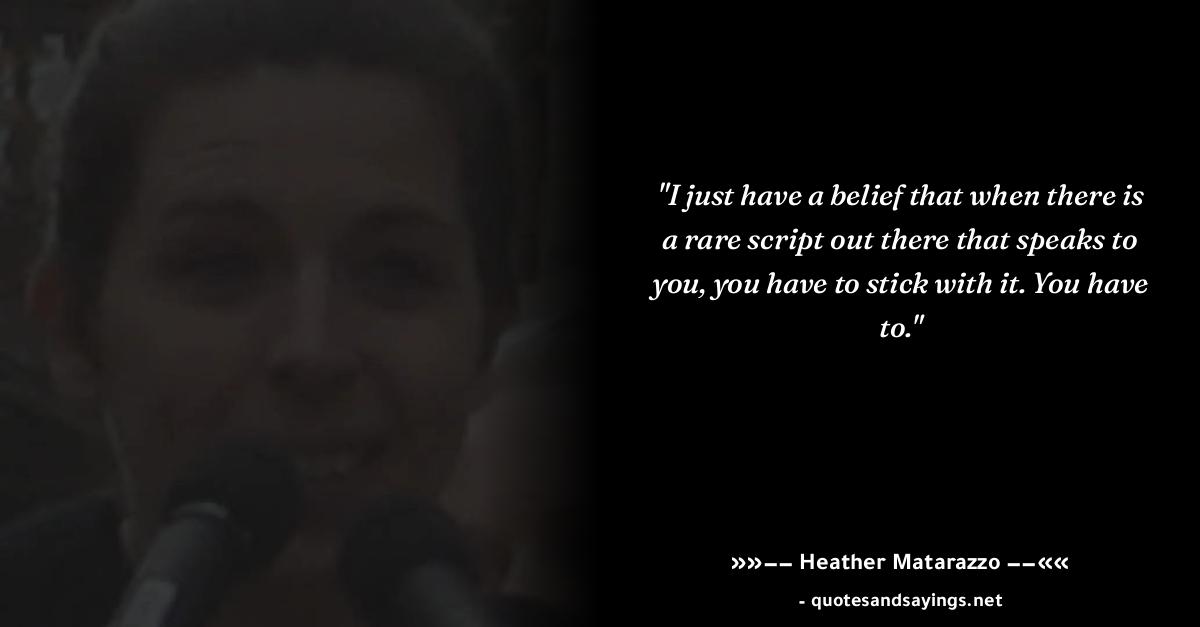 "I just have a belief that when there is
a rare script out there that speaks to
you, you have to stick with it. You have
to."
»»−− Heather Matarazzo −−««
- quotesandsayings.net